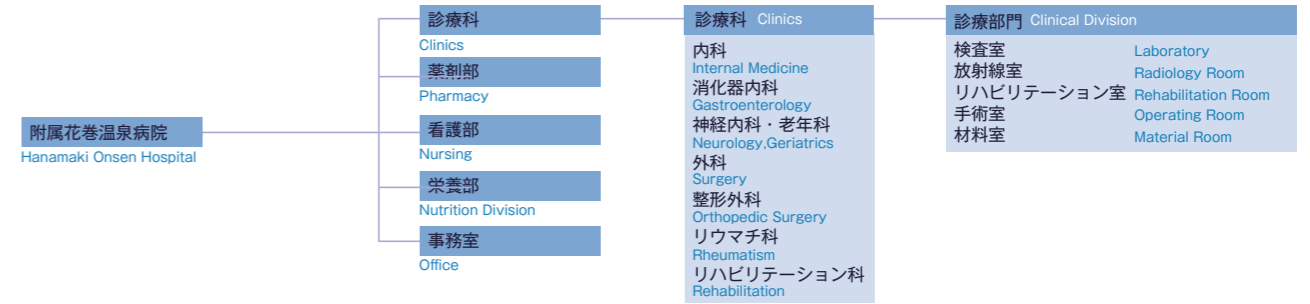 附属花巻温泉病院
Hanamaki Onsen Hospital
診療科
Clinics
薬剤部
Pharmacy
看護部
Nursing
栄養部
Nutrition Division
事務室
Office
診療科 Clinics
内科
Internal Medicine
消化器内科
Gastroenterology
神経内科・老年科
Neurology,Geriatrics
外科
Surgery
整形外科
Orthopedic Surgery
リウマチ科
Rheumatism
リハビリテーション科
Rehabilitation
診療部門 Clinical Division
検査室 Laboratory
放射線室 Radiology Room
リハビリテーション室 Rehabilitation Room
手術室 Operating Room
材料室 Material Room